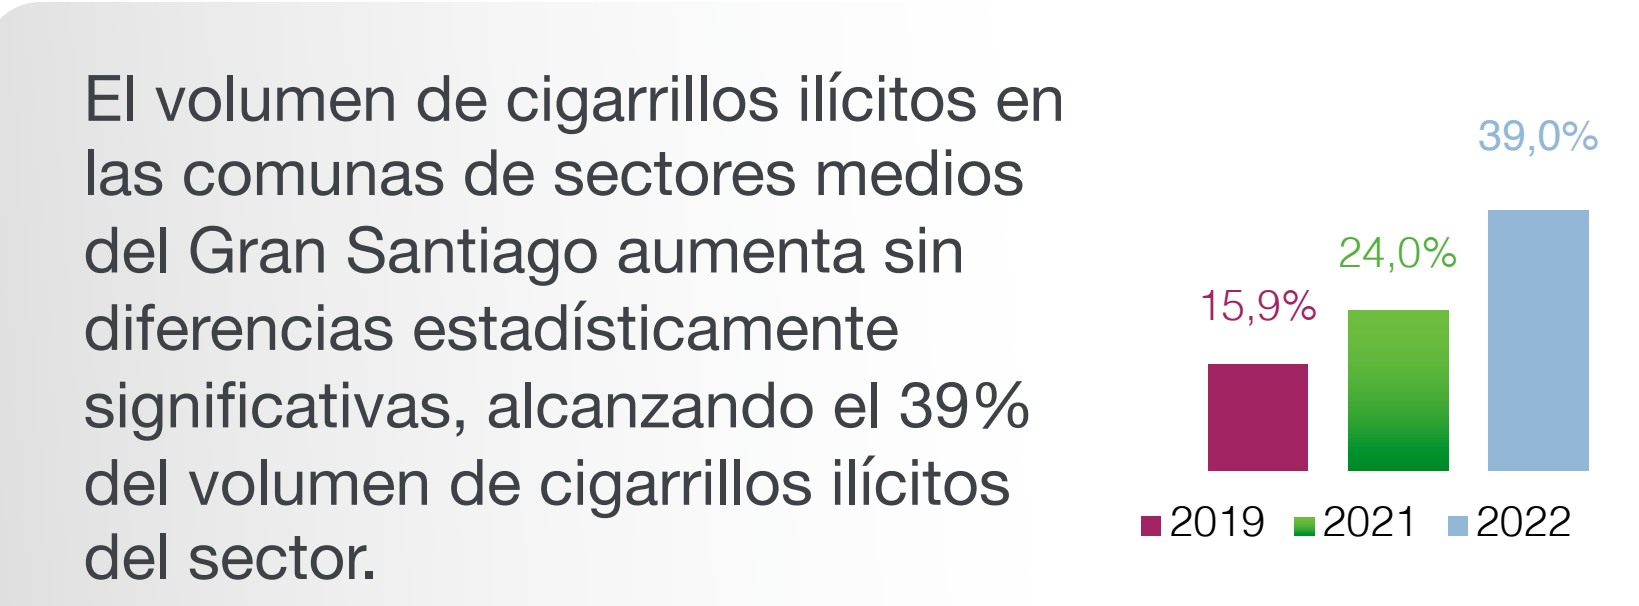 El volumen de cigarrillos ilícitos en
las comunas de sectores medios
del Gran Santiago aumenta sin
diferencias estadísticamente
significativas, alcanzando el 39%
del volumen de cigarrillos ilícitos
del sector.
39,0%
24,0%
15,9%
2019 2021 2022